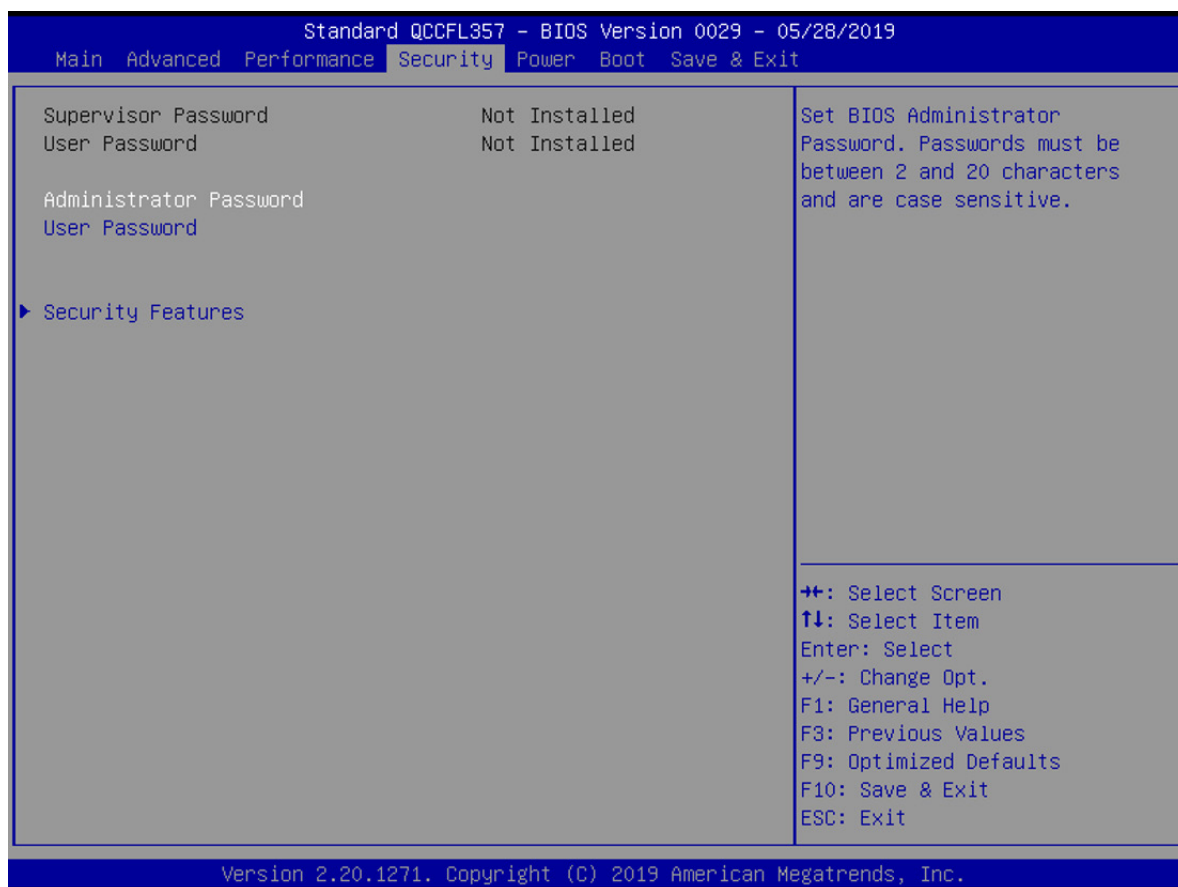 Standard QCCFL357 – BIOS Version 0029 – 05/28/2019
Main Advanced Performance Security Power Boot Save & Exit
Supervisor Password Not Installed
User Password Not Installed
Administrator Password
User Password
▶ Security Features
Set BIOS Administrator
Password. Passwords must be
between 2 and 20 characters
and are case sensitive.
→←: Select Screen
↑↓: Select Item
Enter: Select
+/-: Change Opt.
F1: General Help
F3: Previous Values
F9: Optimized Defaults
F10: Save & Exit
ESC: Exit
Version 2.20.1271. Copyright (C) 2019 American Megatrends, Inc.